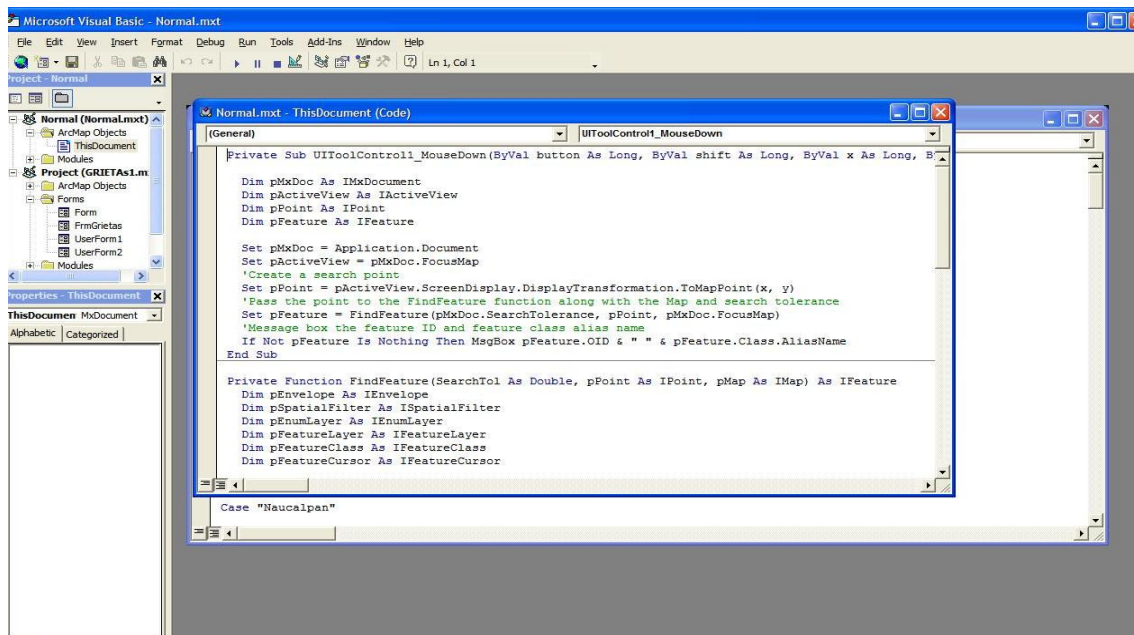 Microsoft Visual Basic - Normal.mxt
File Edit View Insert Format Debug Run Tools Add-Ins Window Help
Ln 1, Col 1
Project - Normal
Normal (Normal.mxt)
ArcMap Objects
ThisDocument
Modules
Project (GRIETAs1.m
ArcMap Objects
Forms
Form
FrmGrietas
UserForm1
UserForm2
Modules
Properties - ThisDocument
ThisDocumen MxDocument
Alphabetic Categorized
Normal.mxt - ThisDocument (Code)
(General) UIToolControl1_MouseDown
Private Sub UIToolControl1_MouseDown(ByVal button As Long, ByVal shift As Long, ByVal x As Long, B
Dim pMxDoc As IMxDocument
Dim pActiveView As IActiveView
Dim pPoint As IPoint
Dim pFeature As IFeature
Set pMxDoc = Application.Document
Set pActiveView = pMxDoc.FocusMap
'Create a search point
Set pPoint = pActiveView.ScreenDisplay.DisplayTransformation.ToMapPoint(x, y)
'Pass the point to the FindFeature function along with the Map and search tolerance
Set pFeature = FindFeature(pMxDoc.SearchTolerance, pPoint, pMxDoc.FocusMap)
'Message box the feature ID and feature class alias name
If Not pFeature Is Nothing Then MsgBox pFeature.OID & " " & pFeature.Class.AliasName
End Sub
Private Function FindFeature(SearchTol As Double, pPoint As IPoint, pMap As IMap) As IFeature
Dim pEnvelope As IEnvelope
Dim pSpatialFilter As ISpatialFilter
Dim pEnumLayer As IEnumLayer
Dim pFeatureLayer As IFeatureLayer
Dim pFeatureClass As IFeatureClass
Dim pFeatureCursor As IFeatureCursor
Case "Naucalpan"